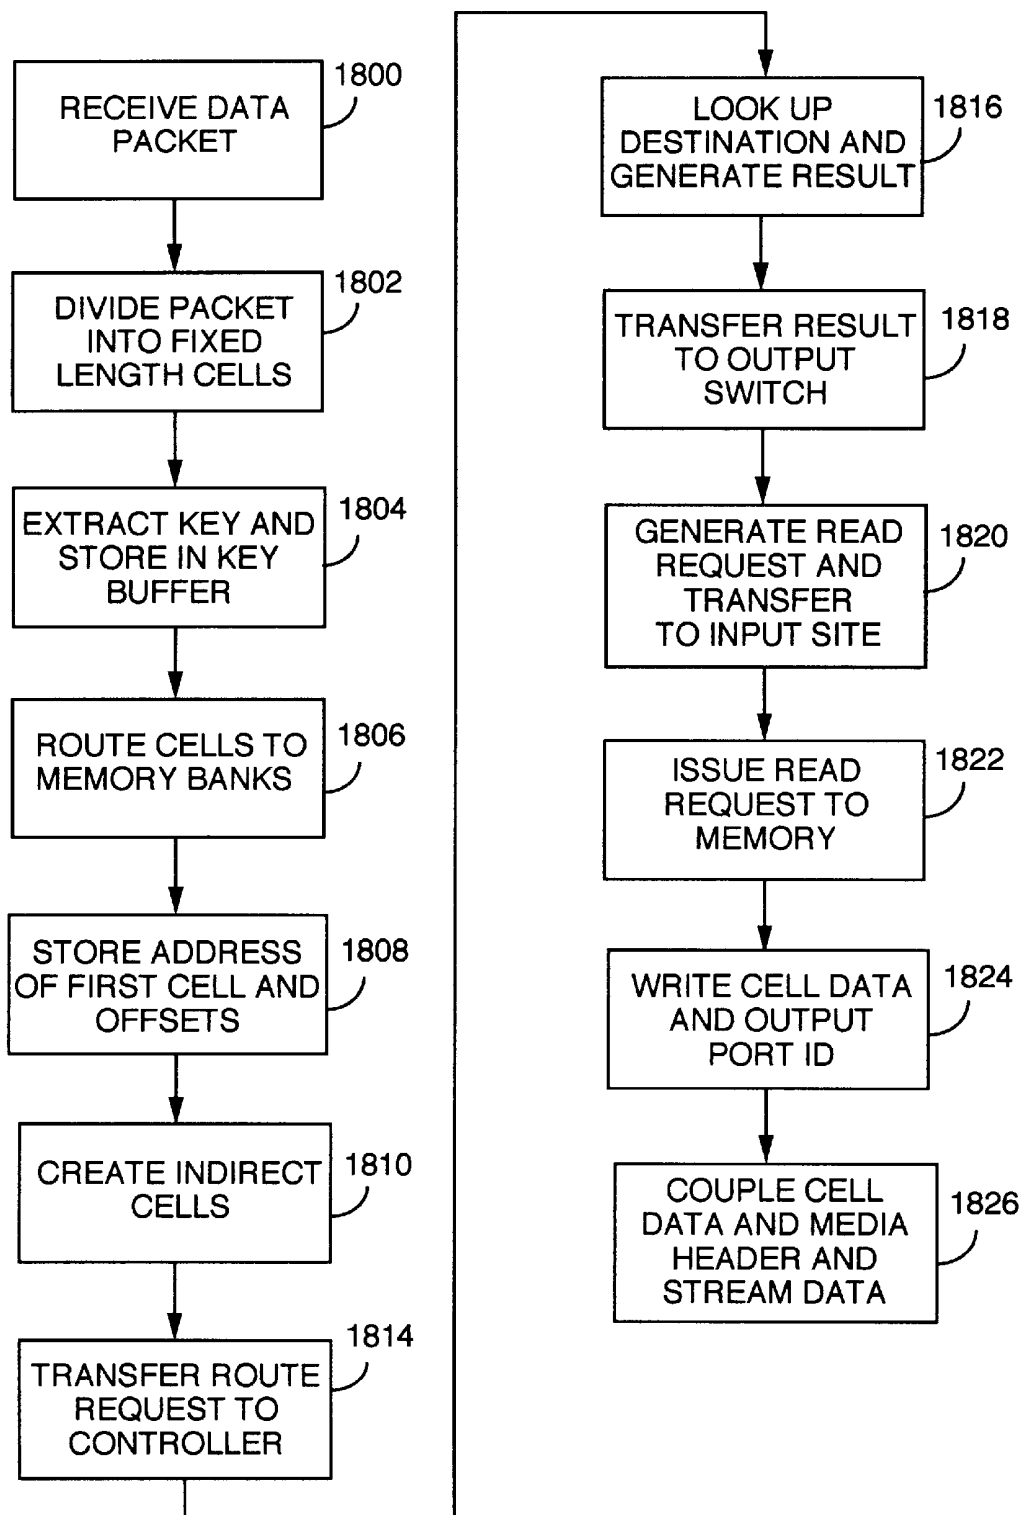 1800
RECEIVE DATA
PACKET
1802
DIVIDE PACKET
INTO FIXED
LENGTH CELLS
1804
EXTRACT KEY AND
STORE IN KEY
BUFFER
1806
ROUTE CELLS TO
MEMORY BANKS
1808
STORE ADDRESS
OF FIRST CELL AND
OFFSETS
1810
CREATE INDIRECT
CELLS
1814
TRANSFER ROUTE
REQUEST TO
CONTROLLER
1816
LOOK UP
DESTINATION AND
GENERATE RESULT
1818
TRANSFER RESULT
TO OUTPUT
SWITCH
1820
GENERATE READ
REQUEST AND
TRANSFER
TO INPUT SITE
1822
ISSUE READ
REQUEST TO
MEMORY
1824
WRITE CELL DATA
AND OUTPUT
PORT ID
1826
COUPLE CELL
DATA AND MEDIA
HEADER AND
STREAM DATA